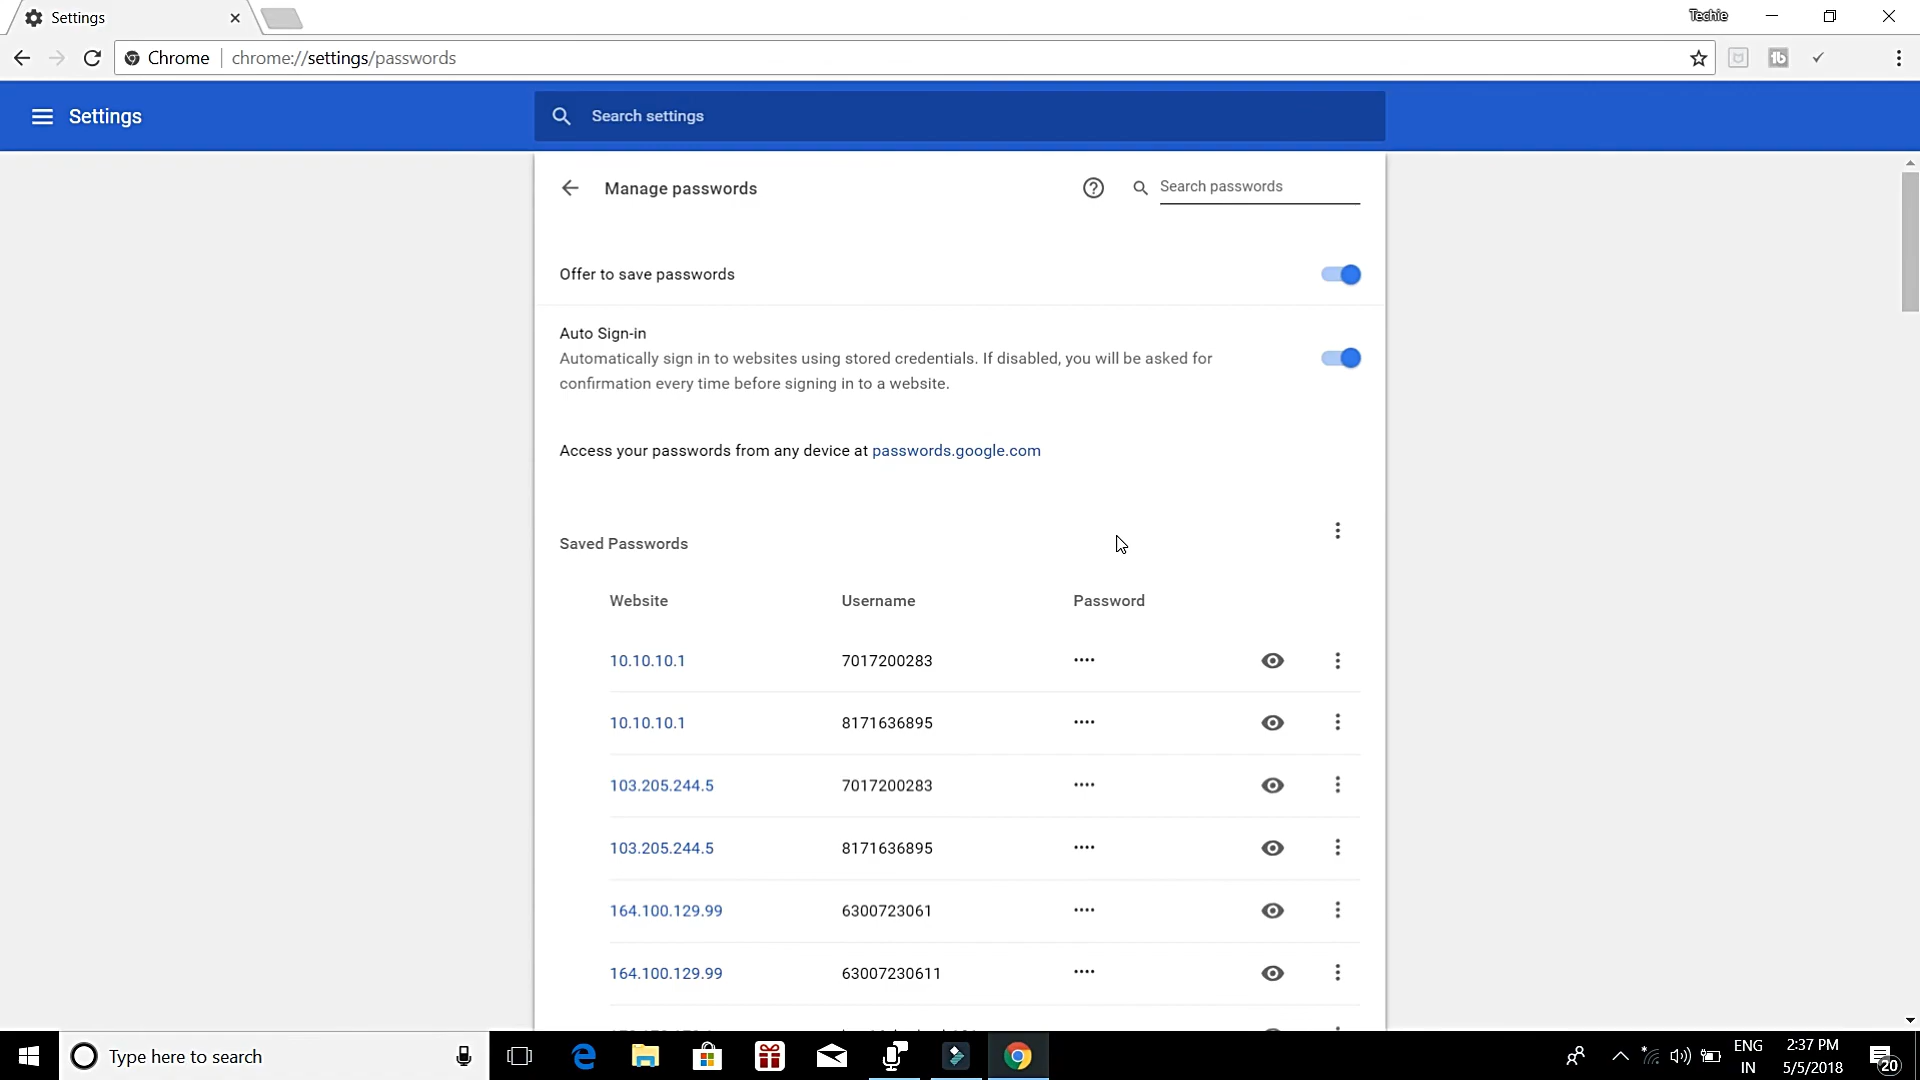 Settings
Techie
Chrome
chrome://settings/passwords
Settings
Search settings
Manage passwords
Search passwords
Offer to save passwords
Auto Sign-in
Automatically sign in to websites using stored credentials. If disabled, you will be asked for
confirmation every time before signing in to a website.
Access your passwords from any device at passwords.google.com
Saved Passwords
Website Username Password
10.10.10.1 7017200283 ••••
10.10.10.1 8171636895 ••••
103.205.244.5 7017200283 ••••
103.205.244.5 8171636895 ••••
164.100.129.99 6300723061 ••••
164.100.129.99 63007230611 ••••
Type here to search
ENG
IN
2:37 PM
5/5/2018
20